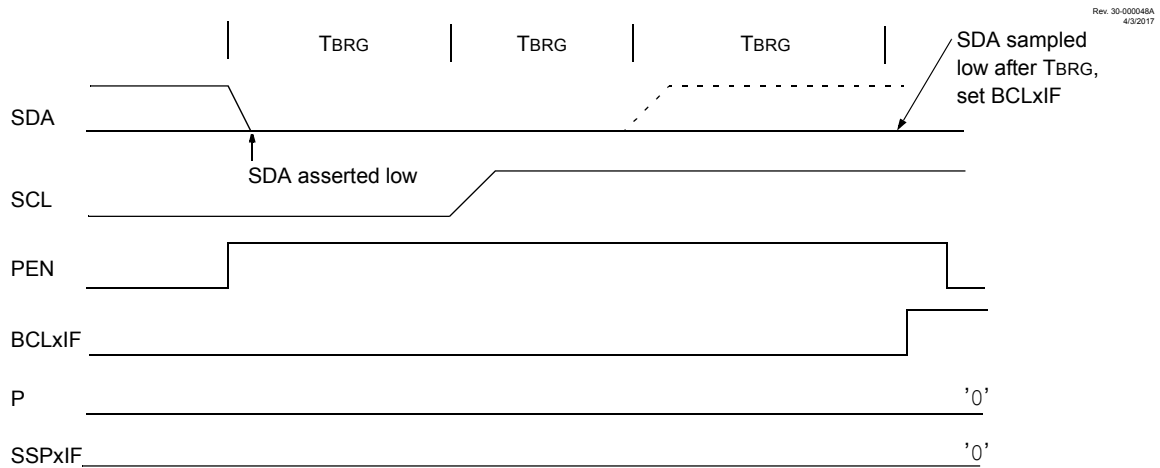 Rev. 30-000048A
4/3/2017
TBRG TBRG TBRG
SDA sampled
low after TBRG,
set BCLxIF
SDA
SDA asserted low
SCL
PEN
BCLxIF
P '0'
SSPxIF '0'